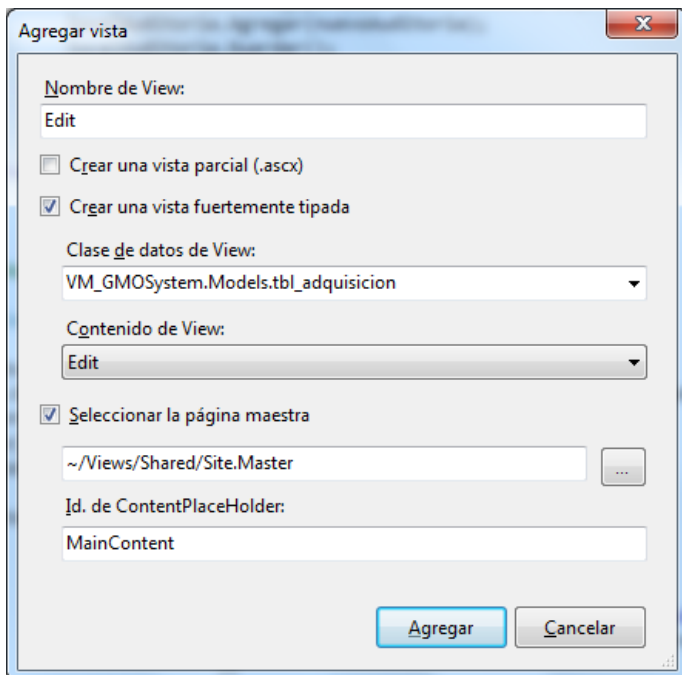 Agregar vista
Nombre de View:
Edit
Crear una vista parcial (.ascx)
Crear una vista fuertemente tipada
Clase de datos de View:
VM_GMOSystem.Models.tbl_adquisicion
Contenido de View:
Edit
Seleccionar la página maestra
~/Views/Shared/Site.Master
...
Id. de ContentPlaceHolder:
MainContent
Agregar Cancelar